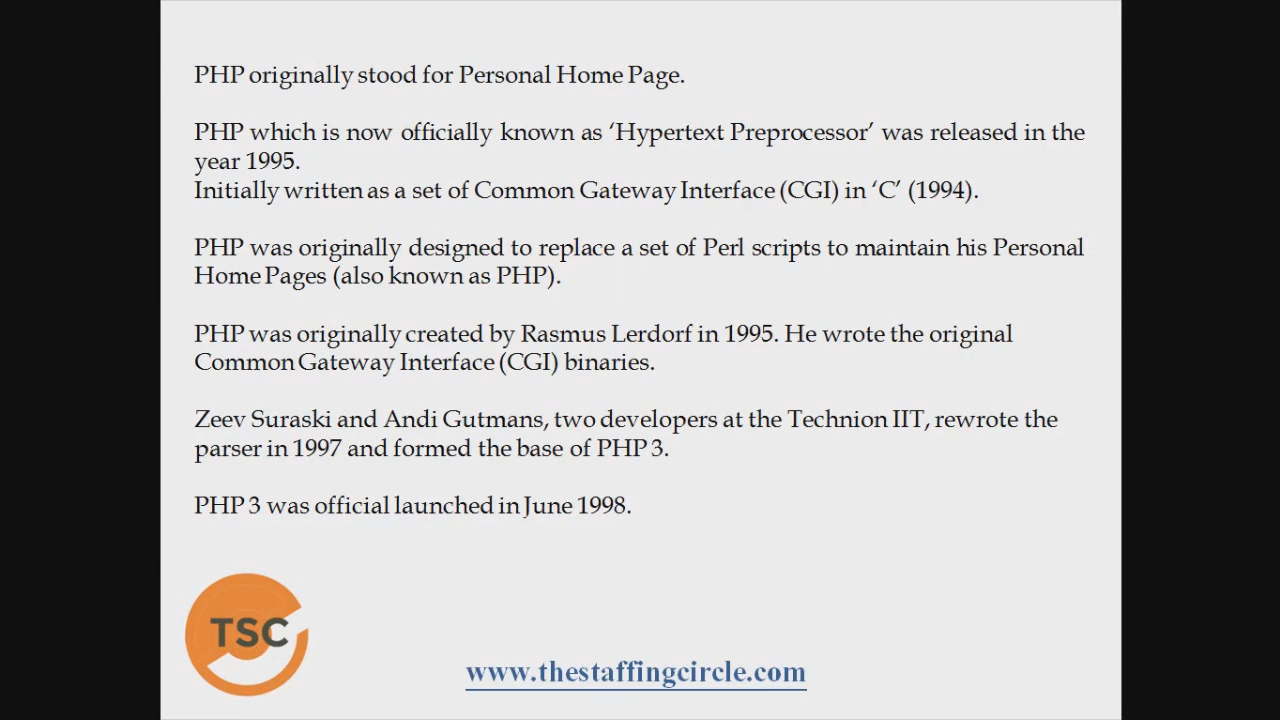 PHP originally stood for Personal Home Page.
PHP which is now officially known as ‘Hypertext Preprocessor’ was released in the
year 1995.
Initially written as a set of Common Gateway Interface (CGI) in ‘C’ (1994).
PHP was originally designed to replace a set of Perl scripts to maintain his Personal
Home Pages (also known as PHP).
PHP was originally created by Rasmus Lerdorf in 1995. He wrote the original
Common Gateway Interface (CGI) binaries.
Zeev Suraski and Andi Gutmans, two developers at the Technion IIT, rewrote the
parser in 1997 and formed the base of PHP 3.
PHP 3 was official launched in June 1998.
TSC
www.thestaffingcircle.com